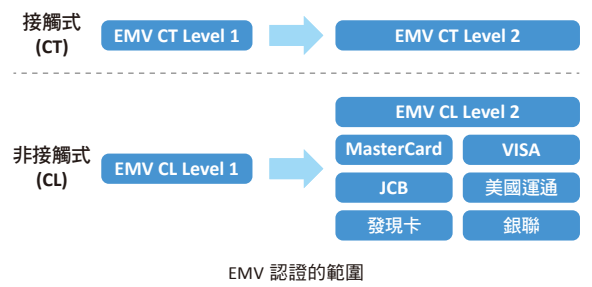 接觸式
(CT)
EMV CT Level 1
EMV CT Level 2
非接觸式
(CL)
EMV CL Level 1
EMV CL Level 2
MasterCard
VISA
JCB
美國運通
發現卡
銀聯
EMV 認證的範圍